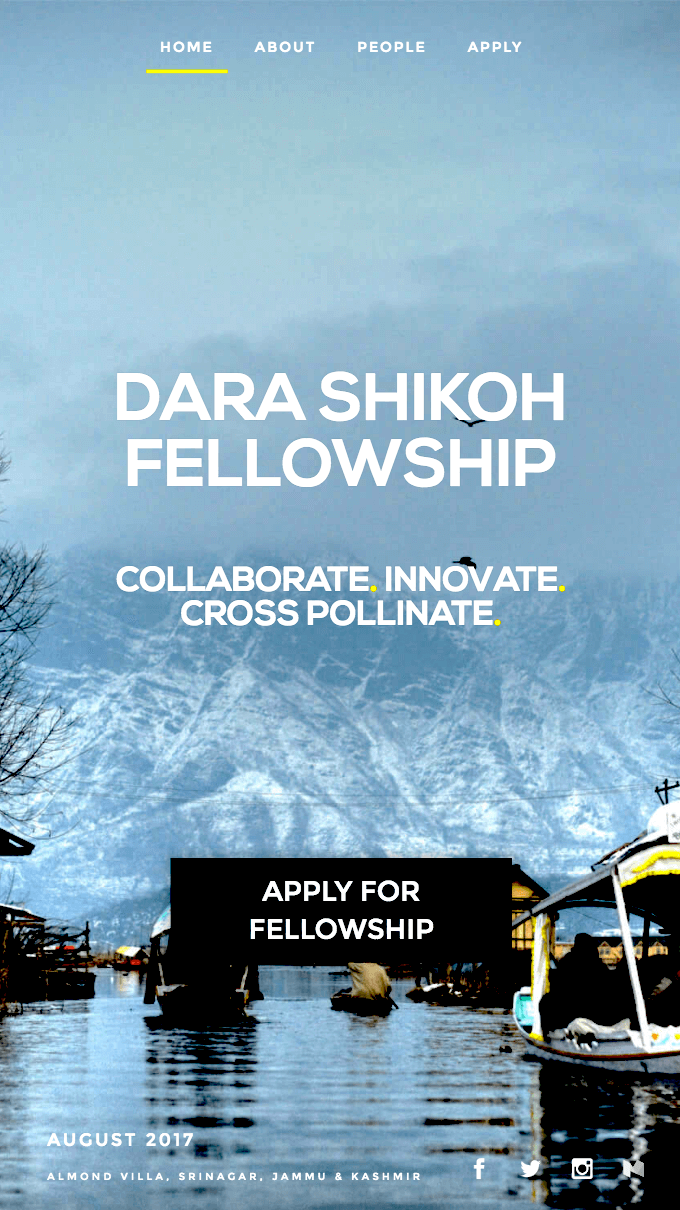 HOME ABOUT PEOPLE APPLY
DARA SHIKOH
FELLOWSHIP
COLLABORATE. INNOVATE.
CROSS POLLINATE.
APPLY FOR
FELLOWSHIP
AUGUST 2017
ALMOND VILLA, SRINAGAR, JAMMU & KASHMIR